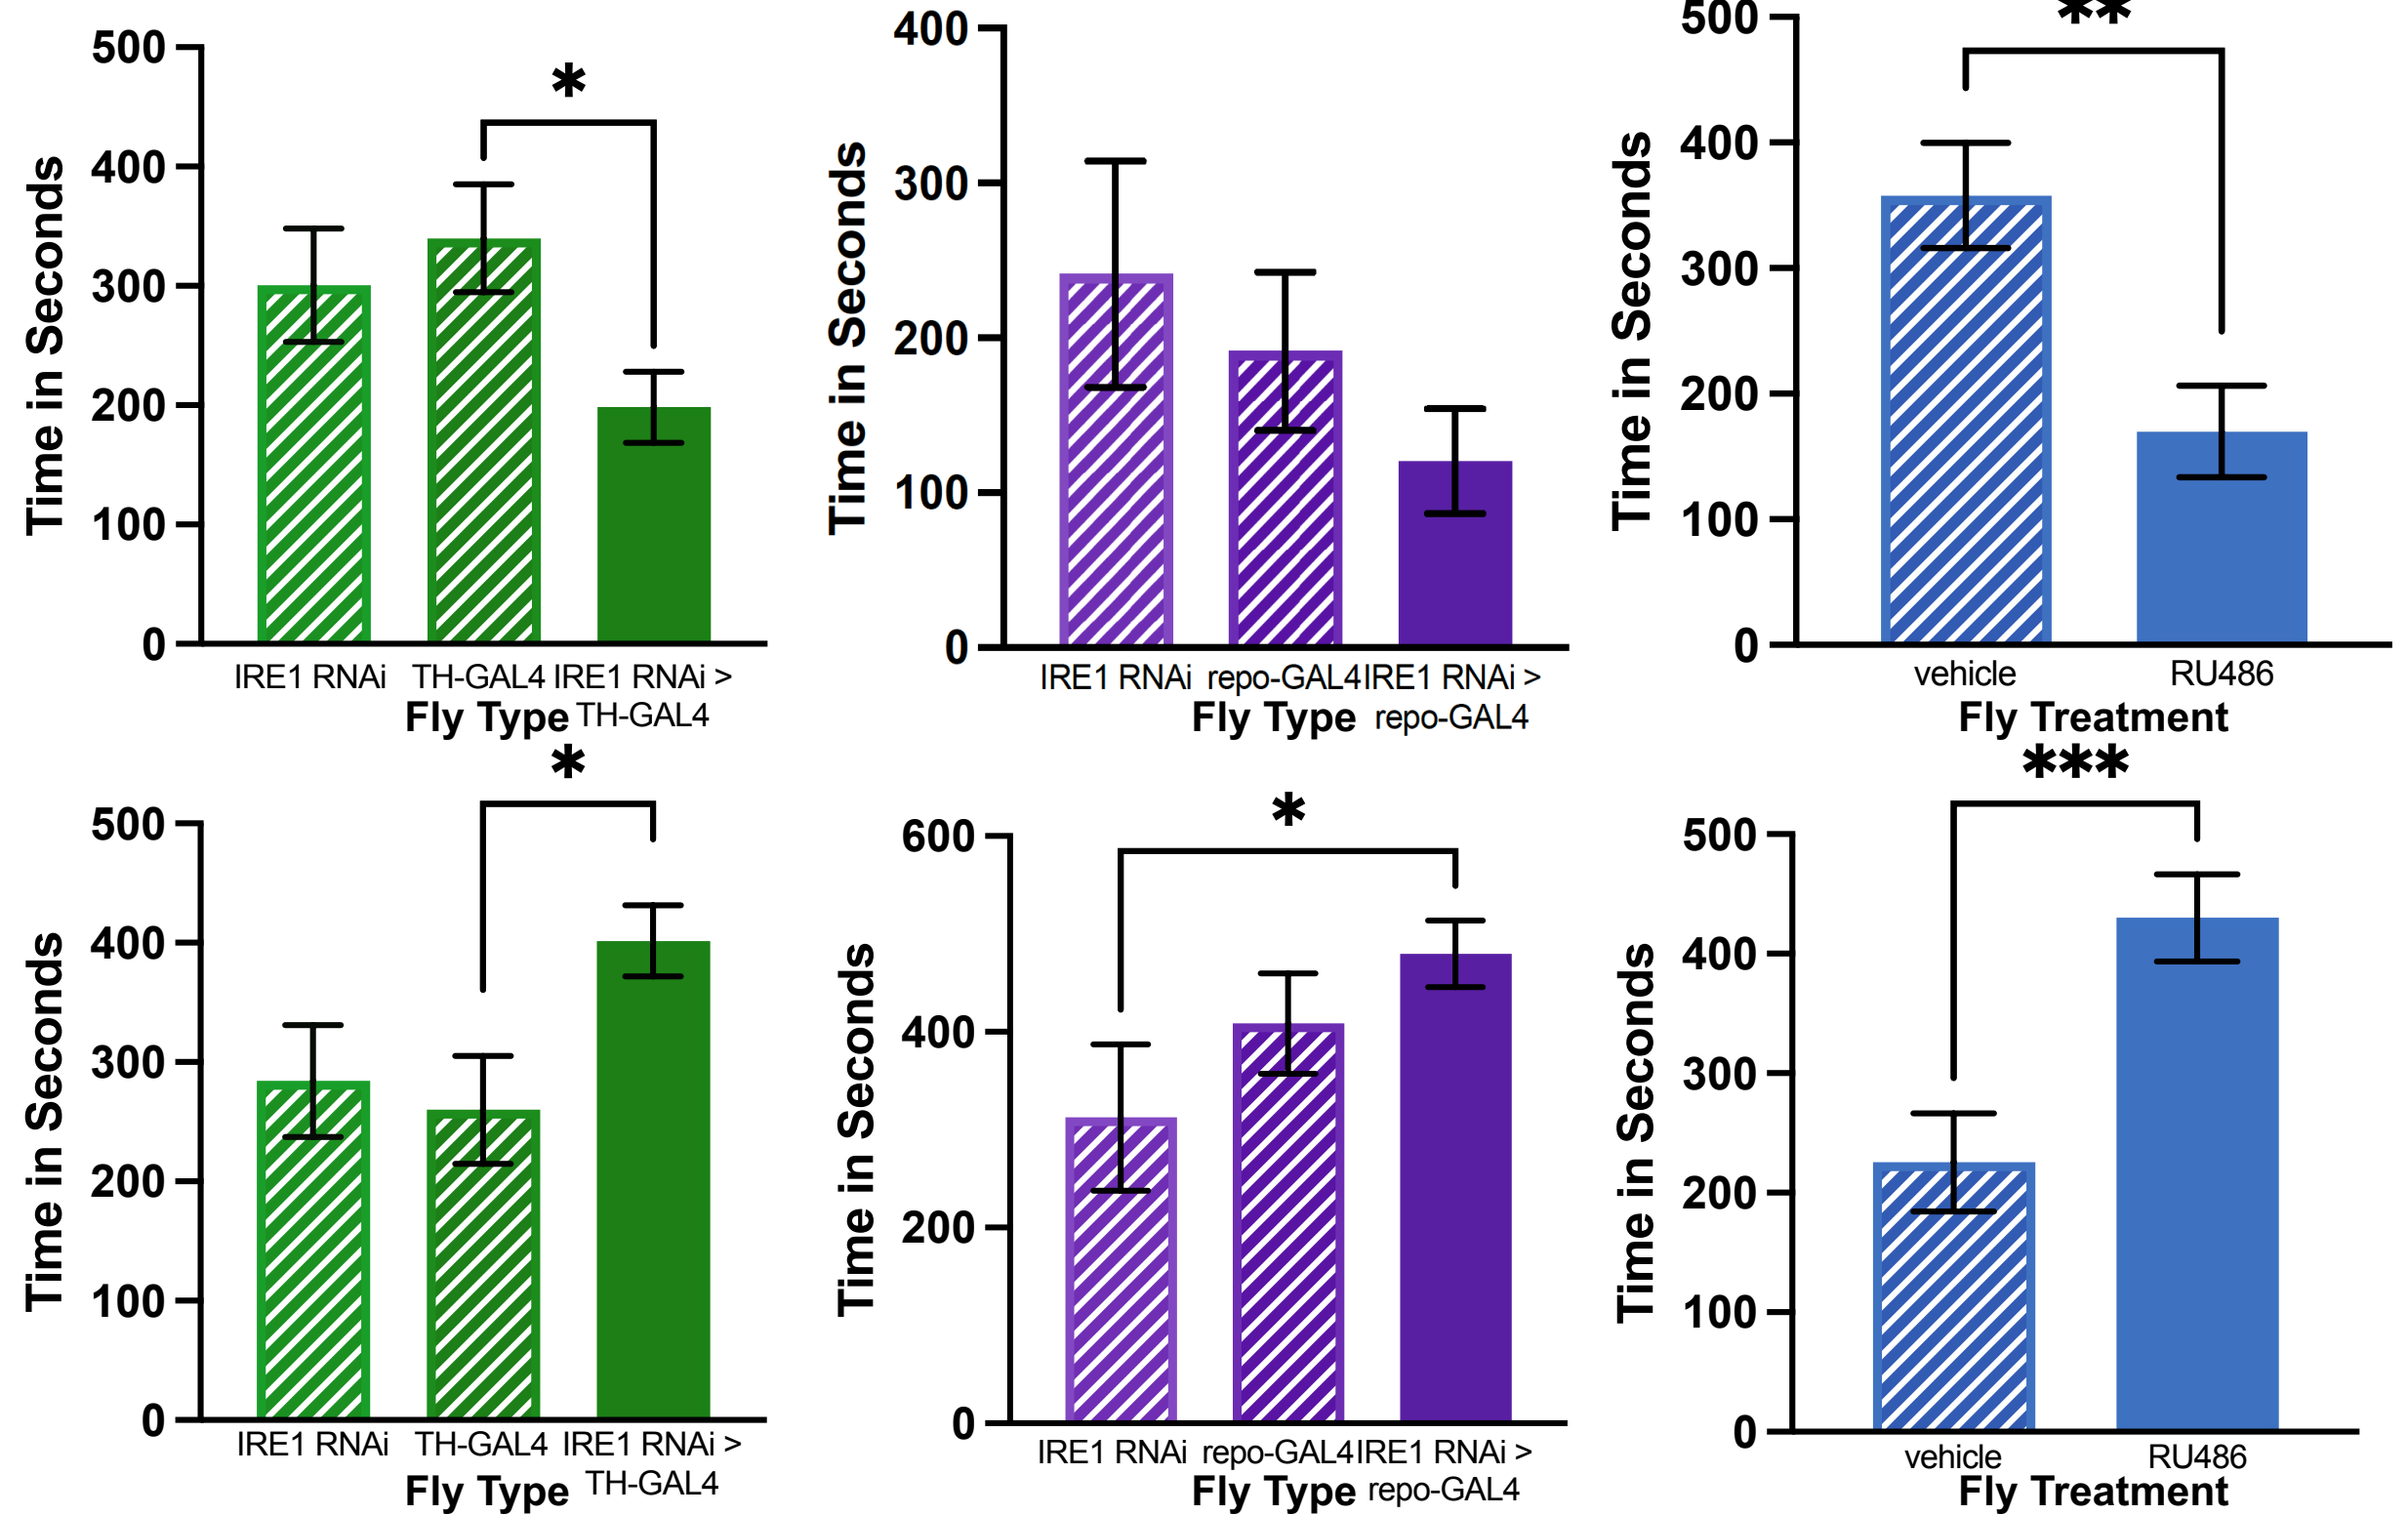 500
400
300
200
100
0
Time in Seconds
*
IRE1 RNAi TH-GAL4 IRE1 RNAi >
TH-GAL4
Fly Type
400
300
200
100
0
Time in Seconds
IRE1 RNAi repo-GAL4 IRE1 RNAi >
repo-GAL4
Fly Type
500
400
300
200
100
0
Time in Seconds
**
vehicle RU486
Fly Treatment
500
400
300
200
100
0
Time in Seconds
*
IRE1 RNAi TH-GAL4 IRE1 RNAi >
TH-GAL4
Fly Type
600
400
200
0
Time in Seconds
*
IRE1 RNAi repo-GAL4 IRE1 RNAi >
repo-GAL4
Fly Type
500
400
300
200
100
0
Time in Seconds
***
vehicle RU486
Fly Treatment